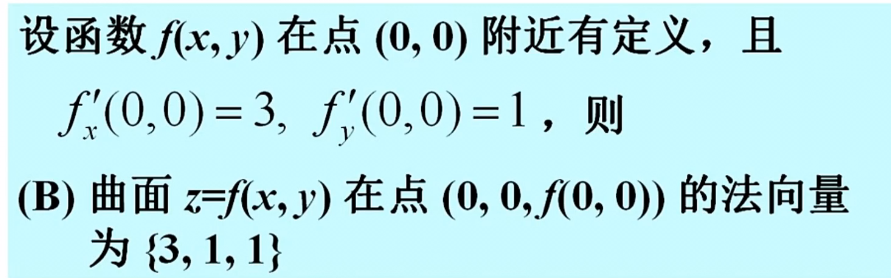 设函数 f(x, y) 在点 (0, 0) 附近有定义，且
f′x(0,0) = 3, f′y(0,0) = 1，则
(B) 曲面 z=f(x, y) 在点 (0, 0, f(0, 0)) 的法向量
为 {3, 1, 1}